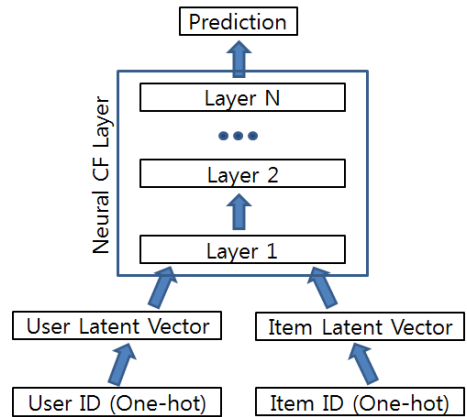 Prediction
Neural CF Layer
Layer N
Layer 2
Layer 1
User Latent Vector
Item Latent Vector
User ID (One-hot)
Item ID (One-hot)